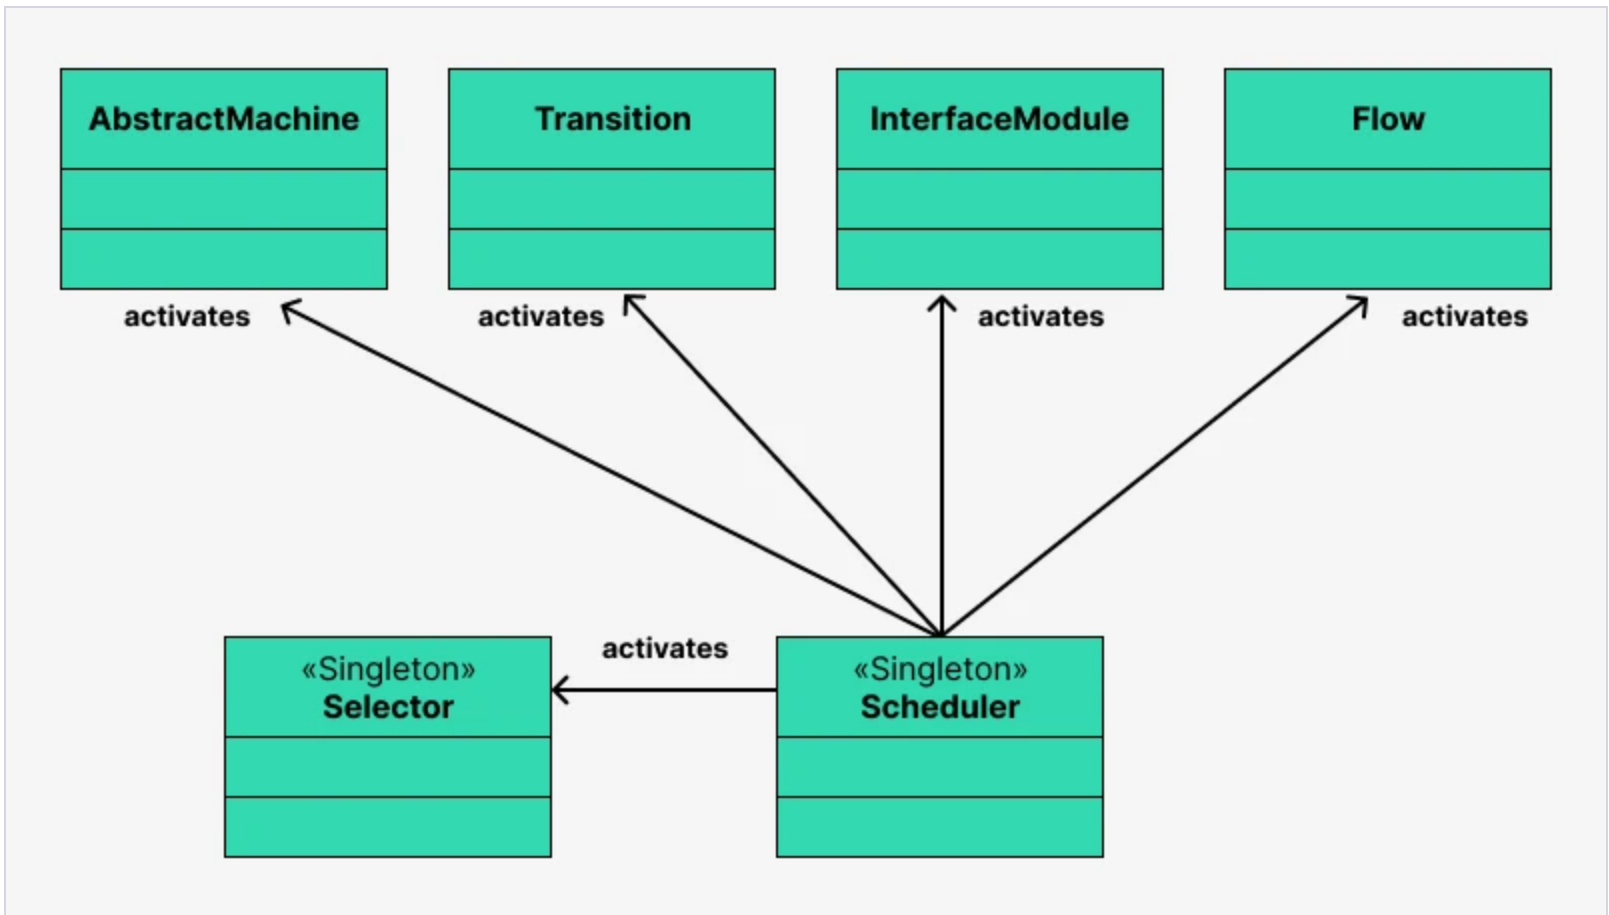 AbstractMachine
Transition
InterfaceModule
Flow
activates
activates
activates
activates
activates
«Singleton»
Selector
«Singleton»
Scheduler